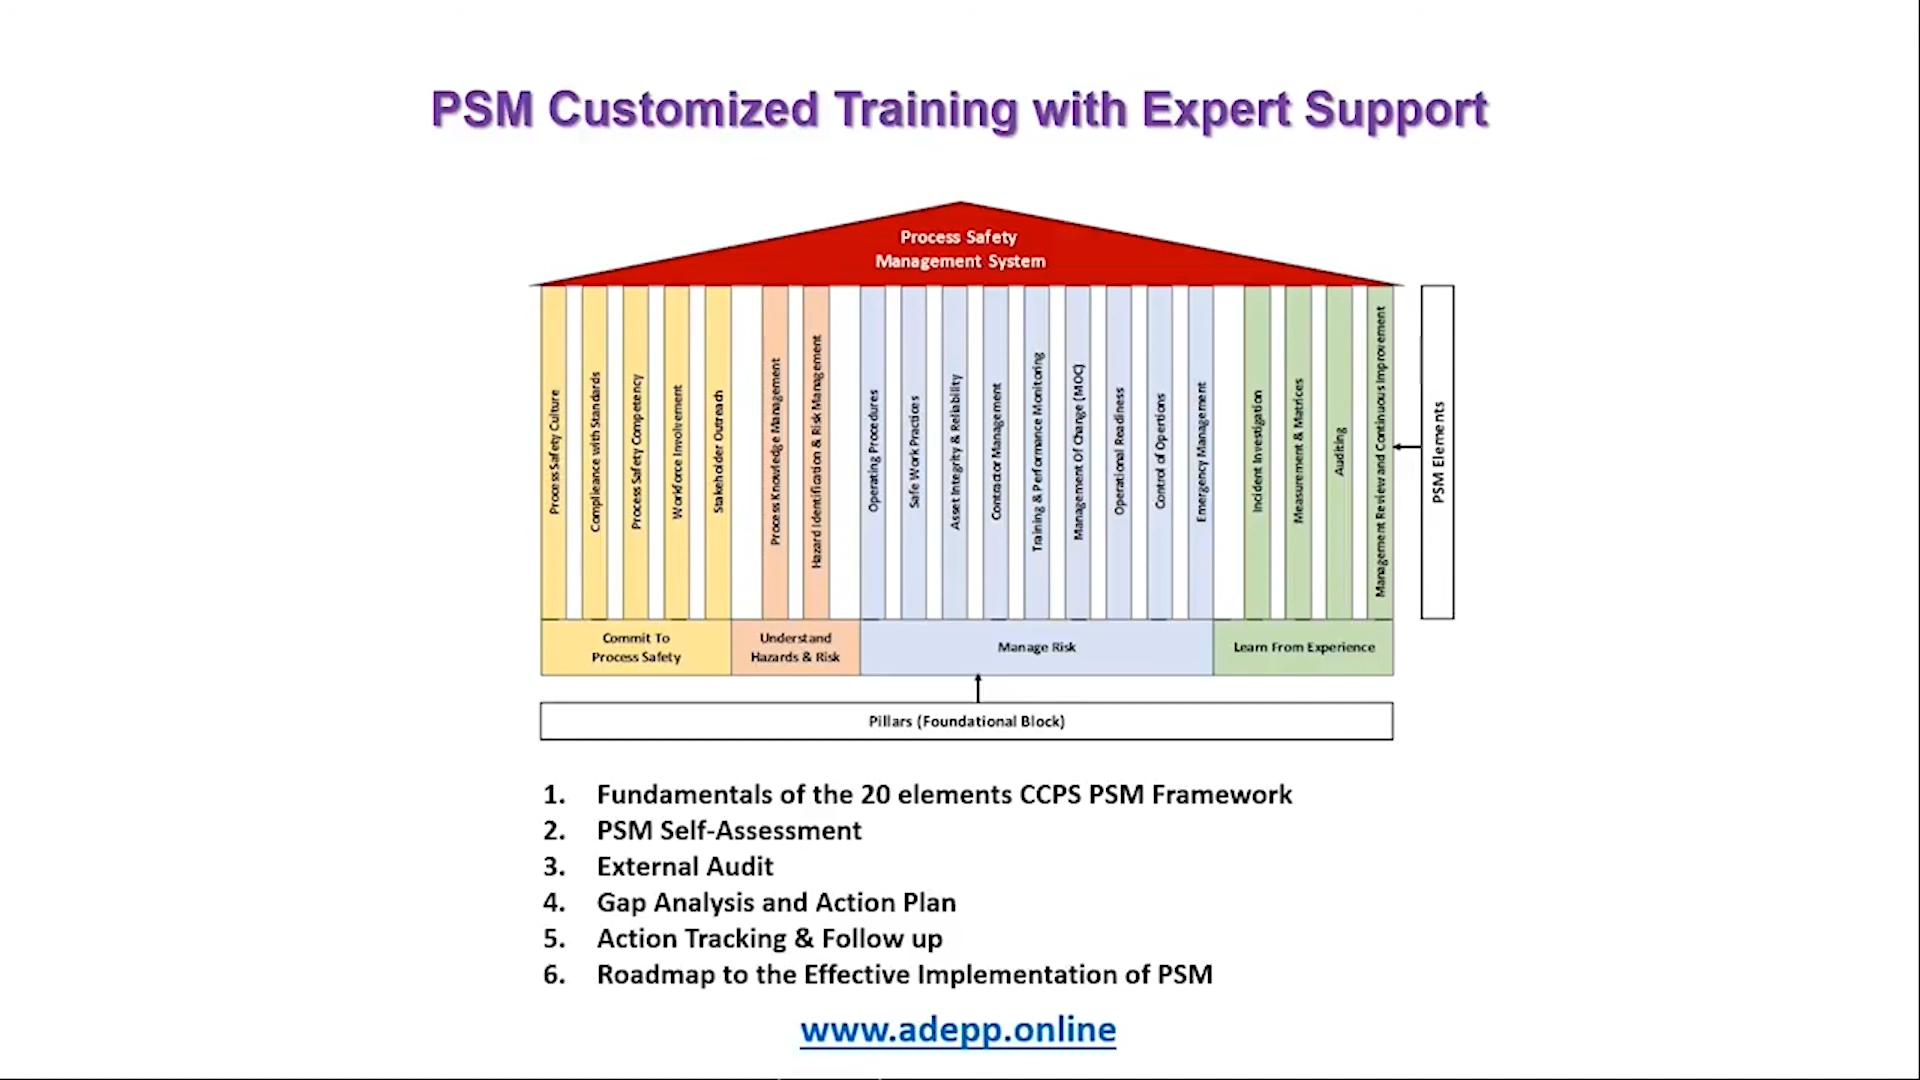 PSM Customized Training with Expert Support
Process Safety
Management System
Process Safety Culture
Complieance with Standards
Process Safety Competency
Workforce Involvement
Stakeholder Outreach
Process Knowledge Management
Hazard Identification & Risk Management
Operating Procedures
Safe Work Practices
Asset Integrity & Reliability
Contractor Management
Training & Performance Monitoring
Management Of Change (MOC)
Operational Readiness
Control of Opertions
Emergency Management
Incident Investigation
Measurement & Matrices
Auditing
Management Review and Continuous Improvement
PSM Elements
Commit To
Process Safety
Understand
Hazards & Risk
Manage Risk
Learn From Experience
Pillars (Foundational Block)
1. Fundamentals of the 20 elements CCPS PSM Framework
2. PSM Self-Assessment
3. External Audit
4. Gap Analysis and Action Plan
5. Action Tracking & Follow up
6. Roadmap to the Effective Implementation of PSM
www.adepp.online